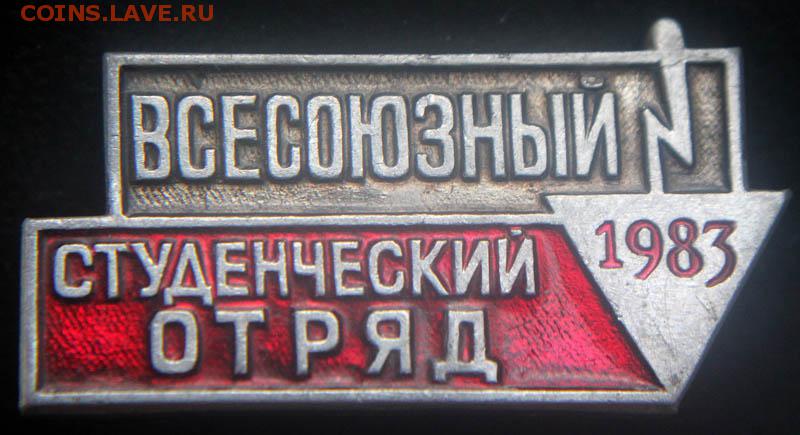 COINS.LAVE.RU
ВСЕСОЮЗНЫЙ
СТУДЕНЧЕСКИЙ
1983
ОТРЯД